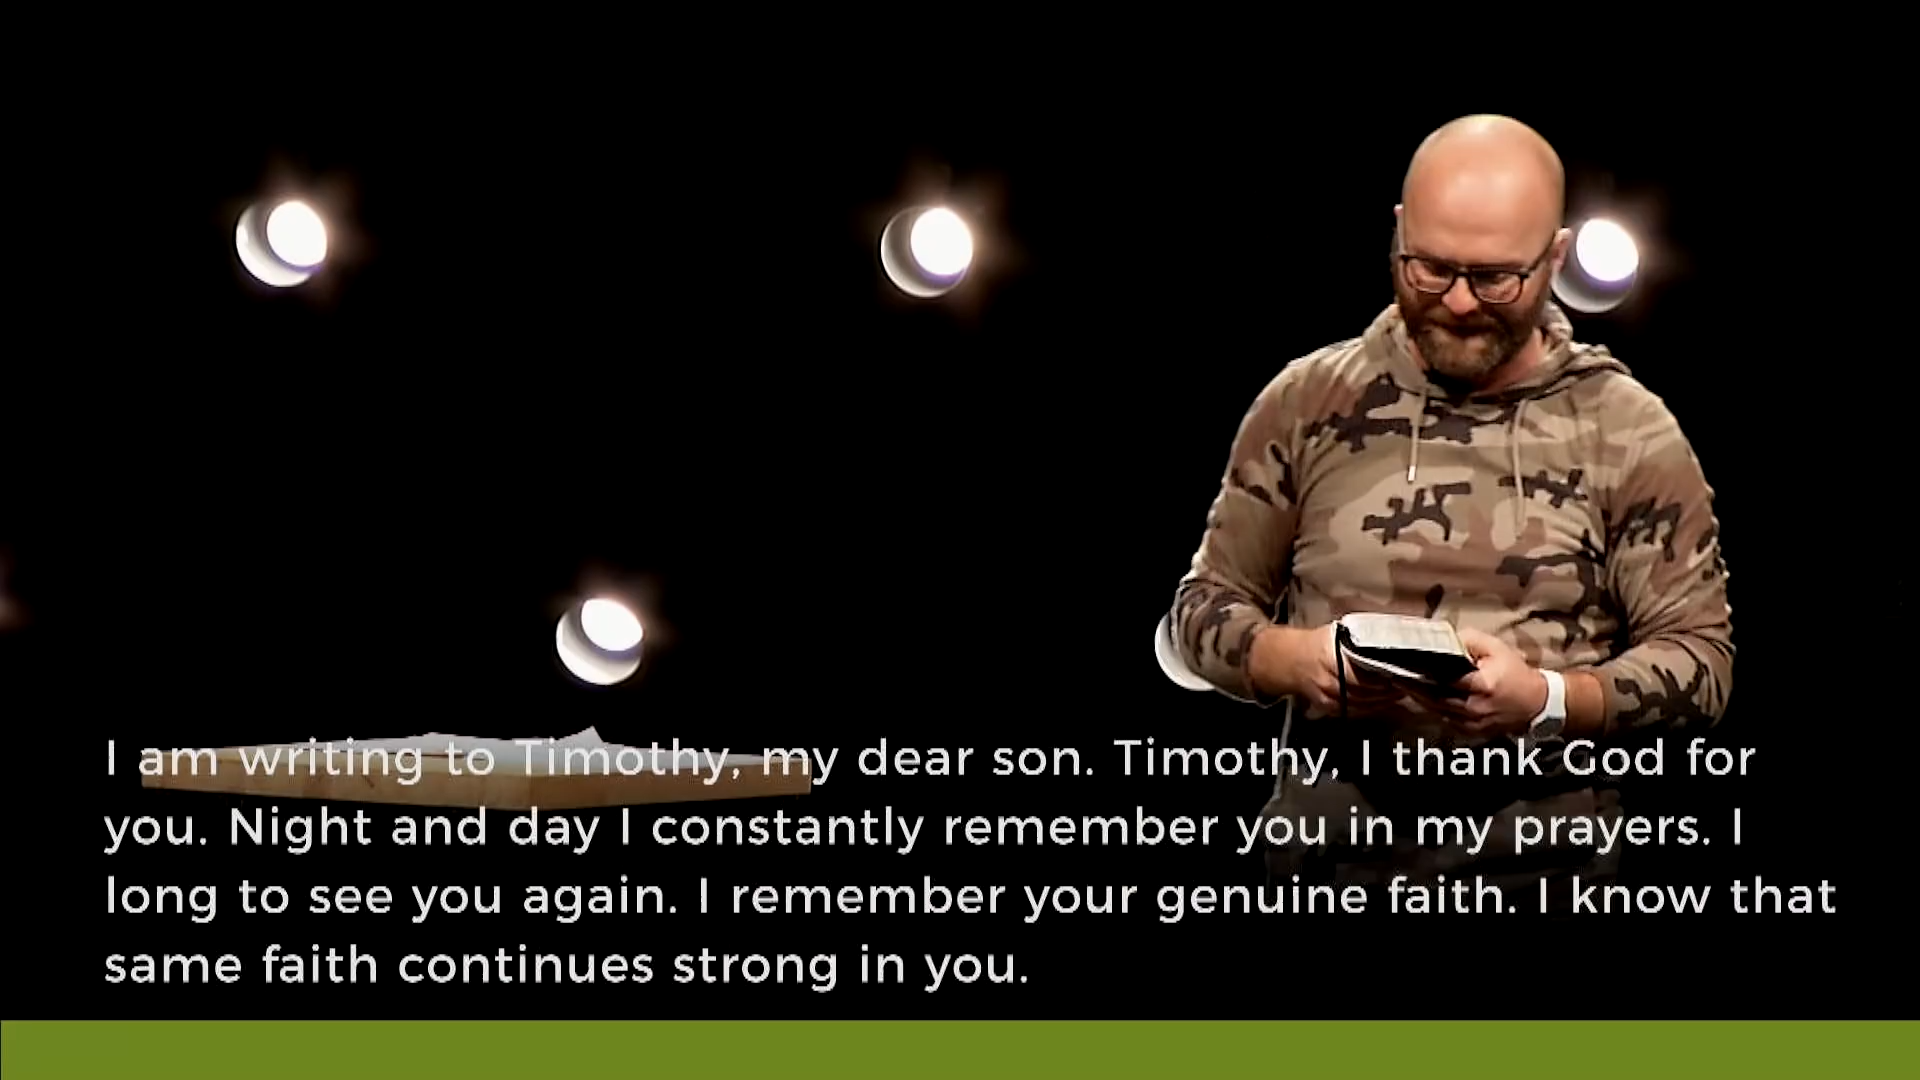 I am writing to Timothy, my dear son. Timothy, I thank God for
you. Night and day I constantly remember you in my prayers. I
long to see you again. I remember your genuine faith. I know that
same faith continues strong in you.